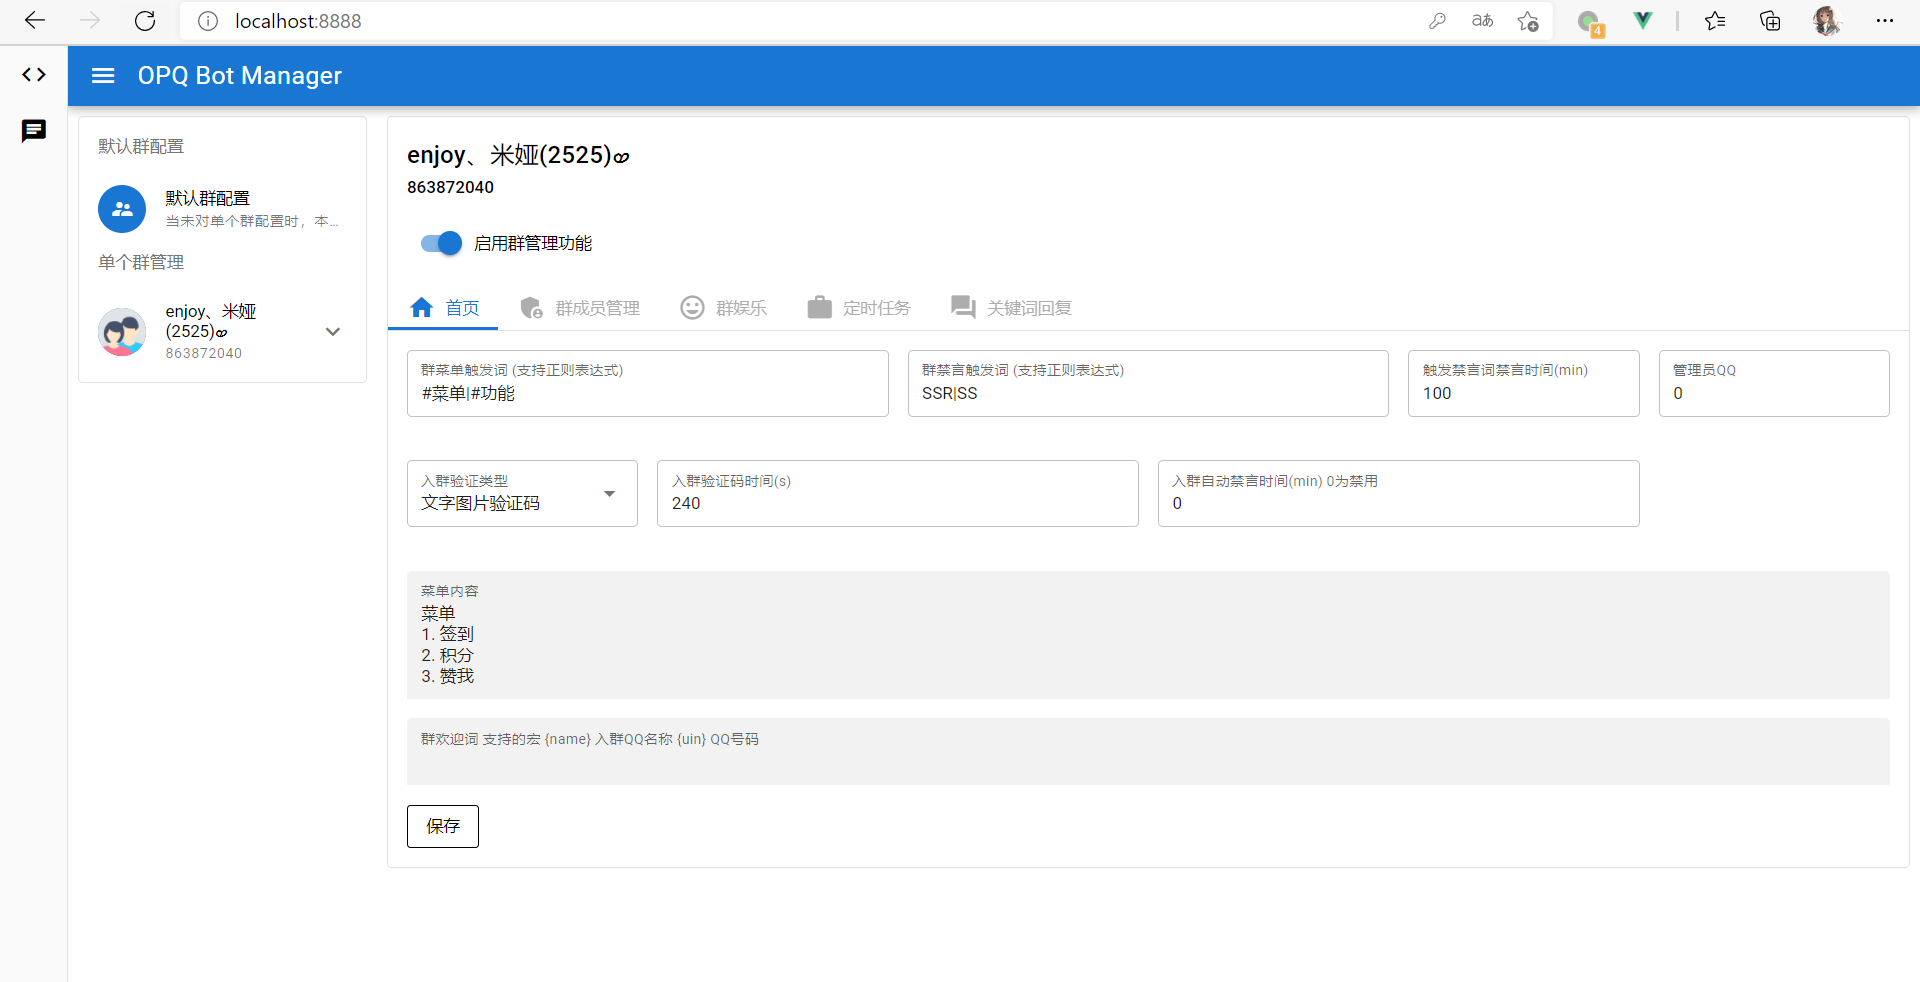 localhost:8888
aあ
4
OPQ Bot Manager
默认群配置
默认群配置
当未对单个群配置时，本...
单个群管理
enjoy、米娅
(2525)
863872040
enjoy、米娅(2525)
863872040
启用群管理功能
首页
群成员管理
群娱乐
定时任务
关键词回复
群菜单触发词 (支持正则表达式)
#菜单|#功能
群禁言触发词 (支持正则表达式)
SSR|SS
触发禁言词禁言时间(min)
100
管理员QQ
0
入群验证类型
文字图片验证码
入群验证码时间(s)
240
入群自动禁言时间(min) 0为禁用
0
菜单内容
菜单
1. 签到
2. 积分
3. 赞我
群欢迎词 支持的宏 {name} 入群QQ名称 {uin} QQ号码
保存